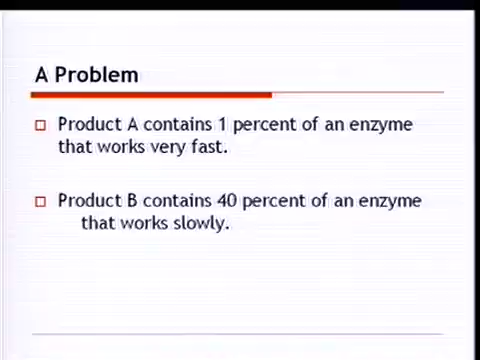 A Problem
Product A contains 1 percent of an enzyme
that works very fast.
Product B contains 40 percent of an enzyme
that works slowly.